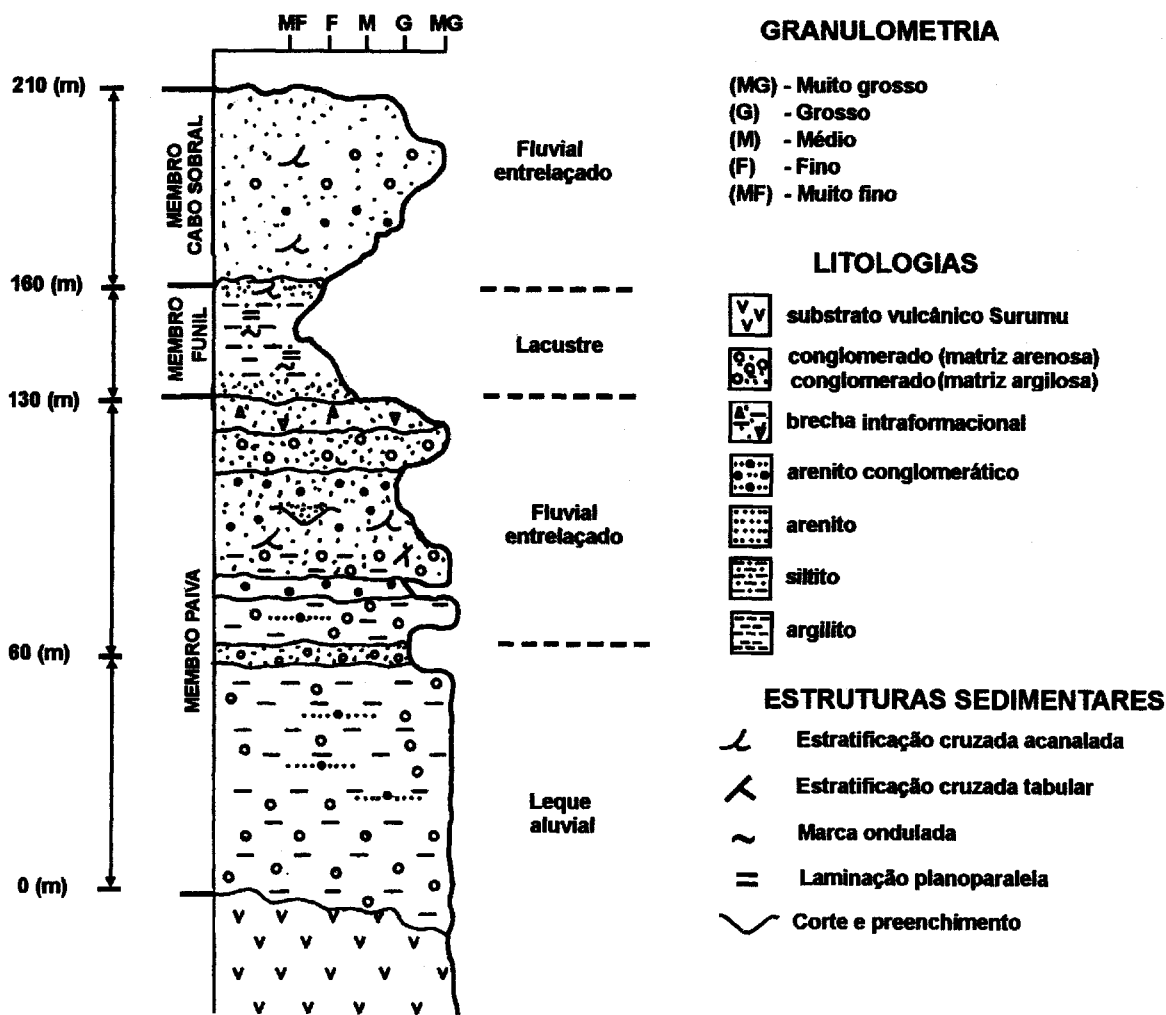 MF F M G MG
210 (m)
MEMBRO
CABO SOBRAL
Fluvial
entrelaçado
160 (m)
MEMBRO
FUNIL
Lacustre
130 (m)
MEMBRO PAIVA
Fluvial
entrelaçado
60 (m)
Leque
aluvial
0 (m)
GRANULOMETRIA
(MG) - Muito grosso
(G) - Grosso
(M) - Médio
(F) - Fino
(MF) - Muito fino
LITOLOGIAS
substrato vulcânico Surumu
conglomerado (matriz arenosa)
conglomerado (matriz argilosa)
brecha intraformacional
arenito conglomerático
arenito
siltito
argilito
ESTRUTURAS SEDIMENTARES
Estratificação cruzada acanalada
Estratificação cruzada tabular
Marca ondulada
Laminação planoparalela
Corte e preenchimento